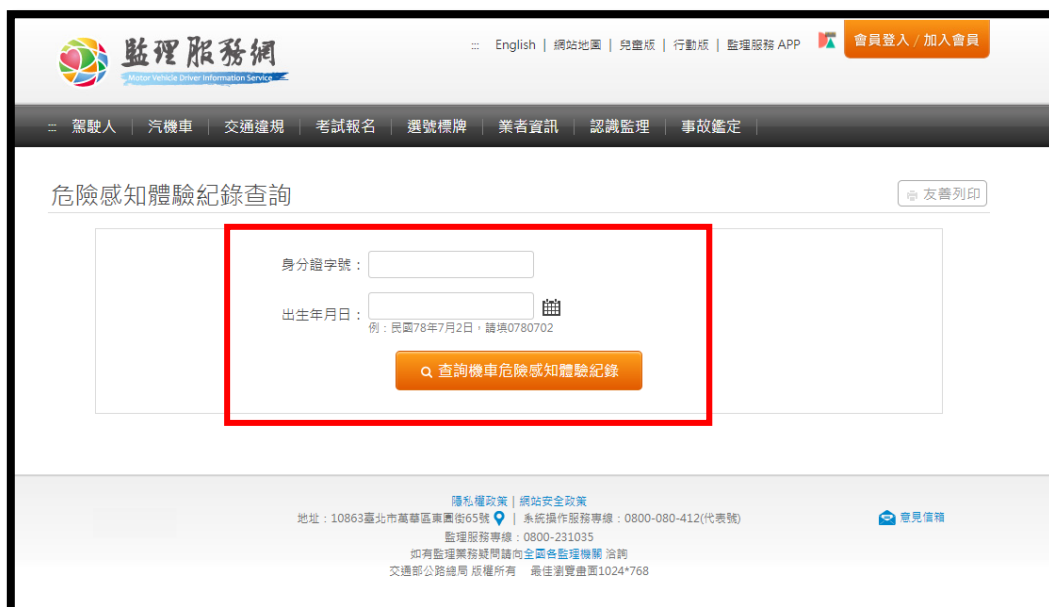 監理服務網
Motor Vehicle Driver Information Service
::: English | 網站地圖 | 兒童版 | 行動版 | 監理服務 APP
會員登入 / 加入會員
::: 駕駛人 | 汽機車 | 交通違規 | 考試報名 | 選號標牌 | 業者資訊 | 認識監理 | 事故鑑定 |
危險感知體驗紀錄查詢
友善列印
身分證字號：
出生年月日：
例：民國78年7月2日，請填0780702
查詢機車危險感知體驗紀錄
隱私權政策 | 網站安全政策
地址：10863臺北市萬華區東園街65號 | 系統操作服務專線：0800-080-412(代表號)
監理服務專線：0800-231035
如有監理業務疑問請向全國各監理機關 洽詢
交通部公路總局 版權所有 最佳瀏覽畫面1024*768
意見信箱